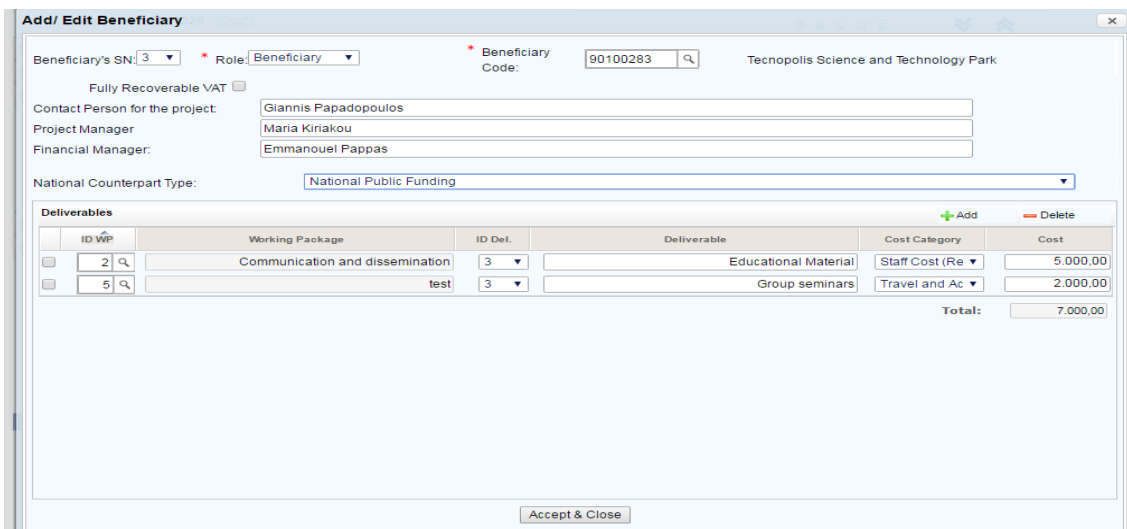 Add/ Edit Beneficiary
Beneficiary's SN: 3 * Role: Beneficiary * Beneficiary Code: 90100283 Tecnopolis Science and Technology Park
Fully Recoverable VAT
Contact Person for the project: Giannis Papadopoulos
Project Manager Maria Kiriakou
Financial Manager: Emmanouel Pappas
National Counterpart Type: National Public Funding
Deliverables Add Delete
ID WP Working Package ID Del. Deliverable Cost Category Cost
2 Communication and dissemination 3 Educational Material Staff Cost (Re 5.000,00
5 test 3 Group seminars Travel and Ac 2.000,00
Total: 7.000,00
Accept & Close